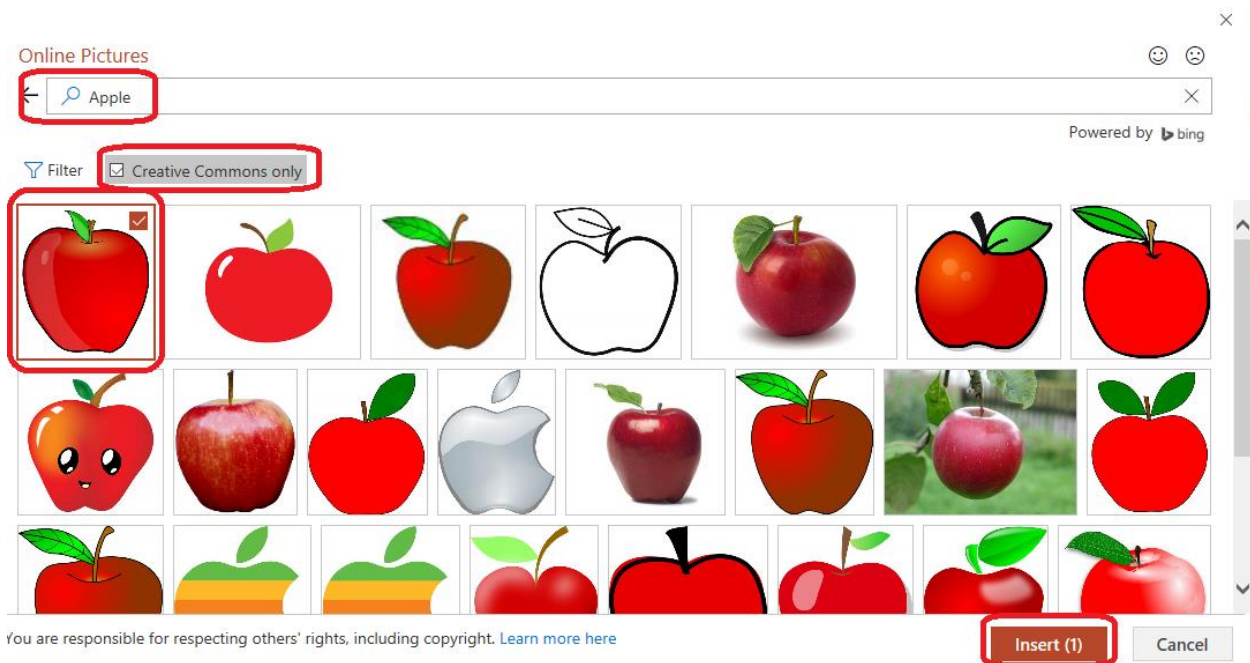 Online Pictures
Apple
Powered by bing
Filter Creative Commons only
You are responsible for respecting others' rights, including copyright. Learn more here
Insert (1) Cancel